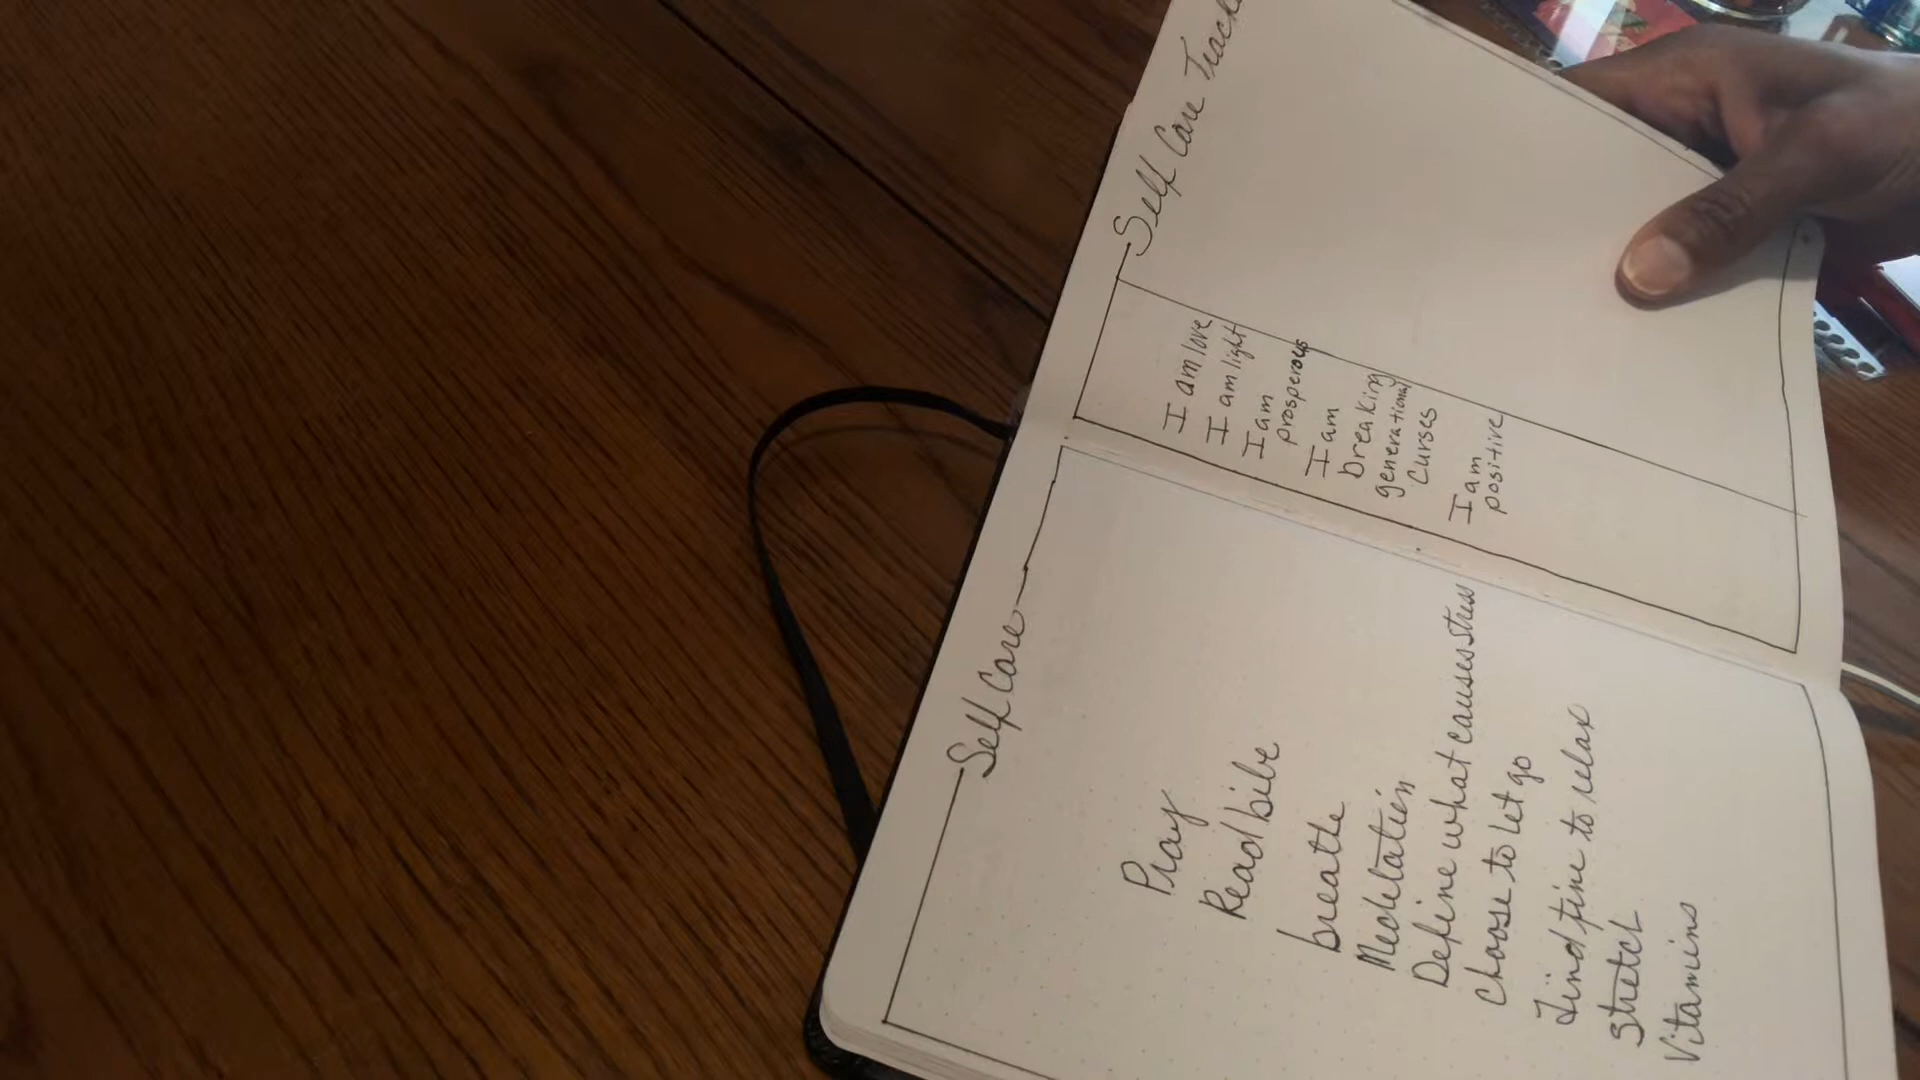 Self Care
Pray
Read bibe
breathe
Meditation
Define what causes stress
Choose to let go
Find time to relax
stretch
Vitamins
Self Care Track
I am love
I am light
I am
prosperous
I am
breaking
generational
curses
I am
positive